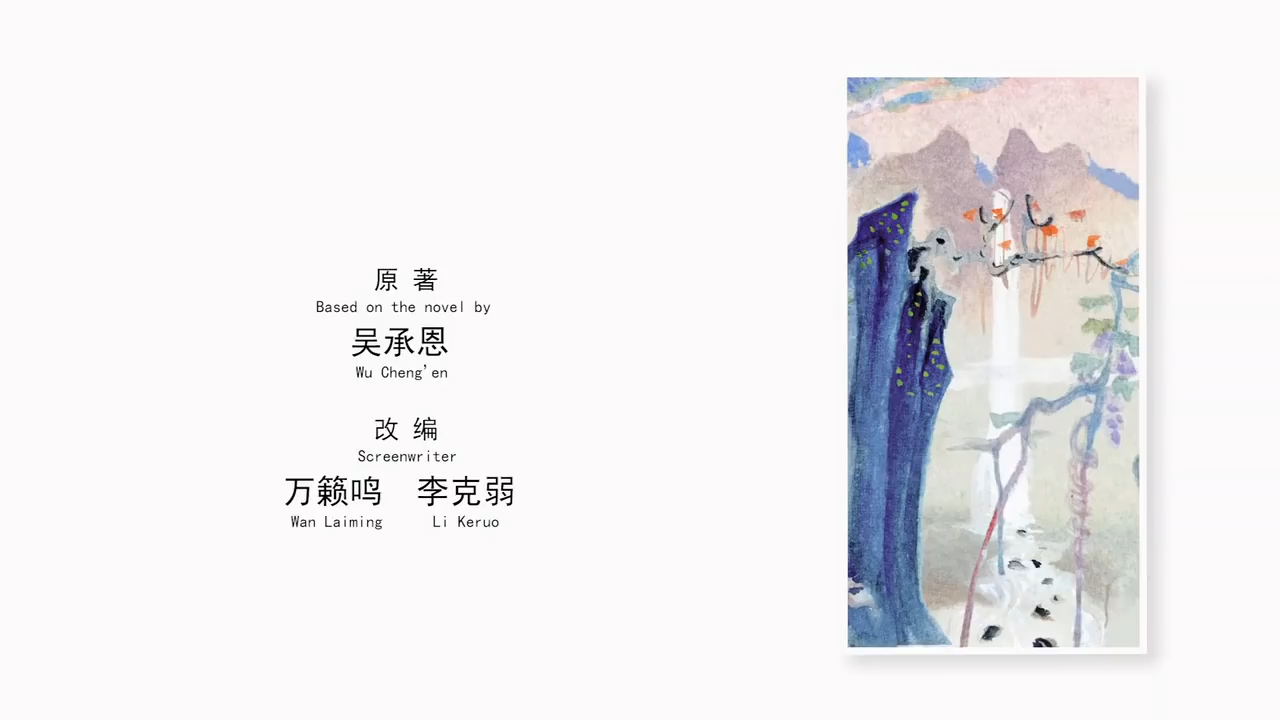 原 著
Based on the novel by
吴承恩
Wu Cheng'en
改 编
Screenwriter
万籁鸣 李克弱
Wan Laiming Li Keruo